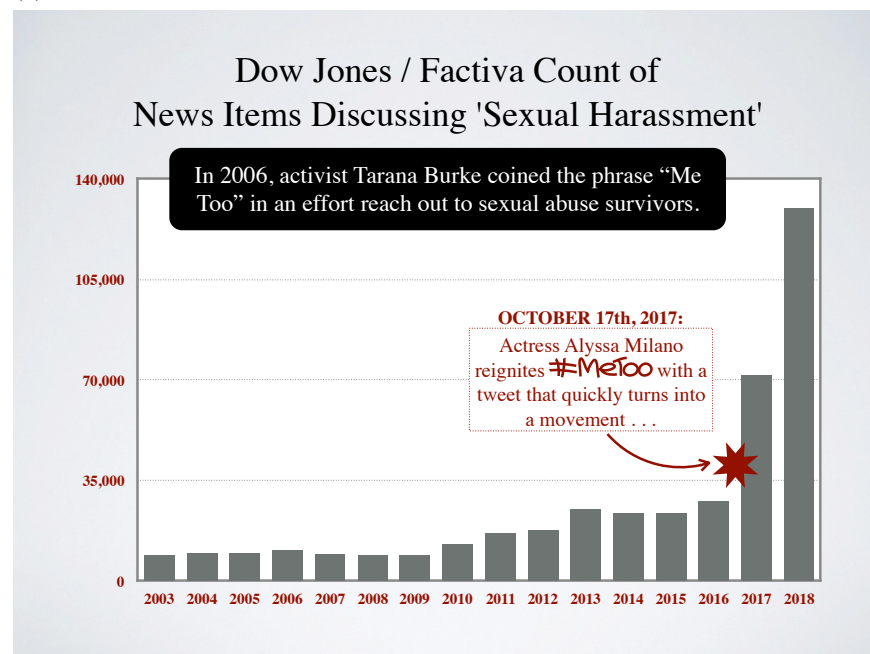 Dow Jones / Factiva Count of
News Items Discussing 'Sexual Harassment'
In 2006, activist Tarana Burke coined the phrase “Me
Too” in an effort reach out to sexual abuse survivors.
140,000
105,000
70,000
35,000
0
OCTOBER 17th, 2017:
Actress Alyssa Milano
reignites #MeToo with a
tweet that quickly turns into
a movement . . .
2003 2004 2005 2006 2007 2008 2009 2010 2011 2012 2013 2014 2015 2016 2017 2018